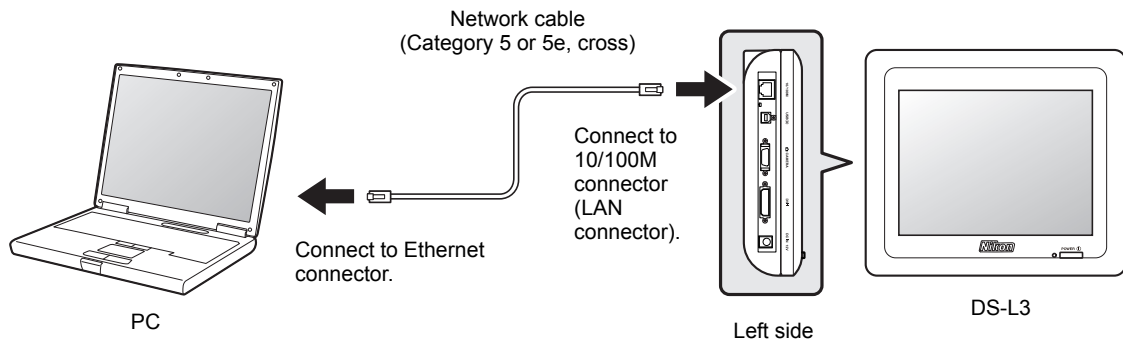 Network cable
(Category 5 or 5e, cross)
Connect to
10/100M
connector
(LAN
connector).
Connect to Ethernet
connector.
PC
Left side
Nikon
POWER
DS-L3